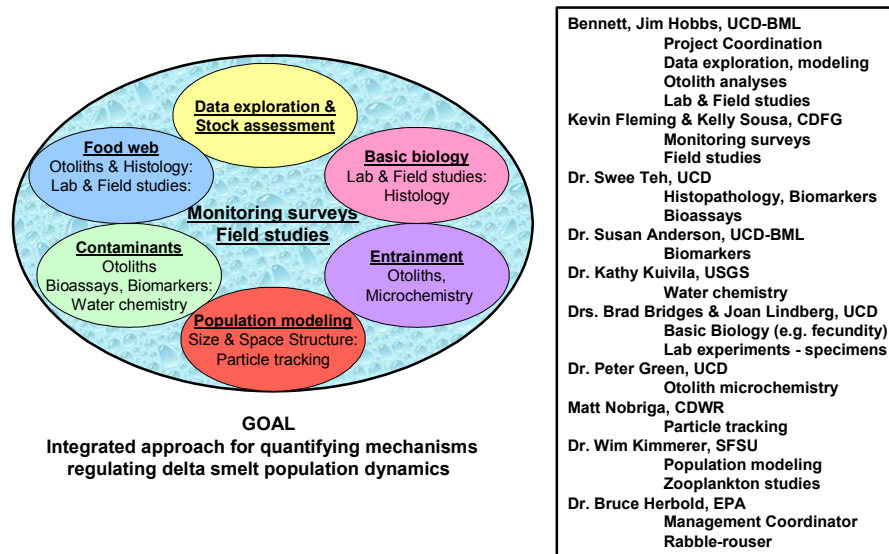 Data exploration &
Stock assessment
Food web
Otoliths & Histology:
Lab & Field studies:
Basic biology
Lab & Field studies:
Histology
Monitoring surveys
Field studies
Contaminants
Otoliths
Bioassays, Biomarkers:
Water chemistry
Entrainment
Otoliths,
Microchemistry
Population modeling
Size & Space Structure:
Particle tracking
GOAL
Integrated approach for quantifying mechanisms
regulating delta smelt population dynamics
Bennett, Jim Hobbs, UCD-BML
Project Coordination
Data exploration, modeling
Otolith analyses
Lab & Field studies
Kevin Fleming & Kelly Sousa, CDFG
Monitoring surveys
Field studies
Dr. Swee Teh, UCD
Histopathology, Biomarkers
Bioassays
Dr. Susan Anderson, UCD-BML
Biomarkers
Dr. Kathy Kuivila, USGS
Water chemistry
Drs. Brad Bridges & Joan Lindberg, UCD
Basic Biology (e.g. fecundity)
Lab experiments - specimens
Dr. Peter Green, UCD
Otolith microchemistry
Matt Nobriga, CDWR
Particle tracking
Dr. Wim Kimmerer, SFSU
Population modeling
Zooplankton studies
Dr. Bruce Herbold, EPA
Management Coordinator
Rabble-rouser